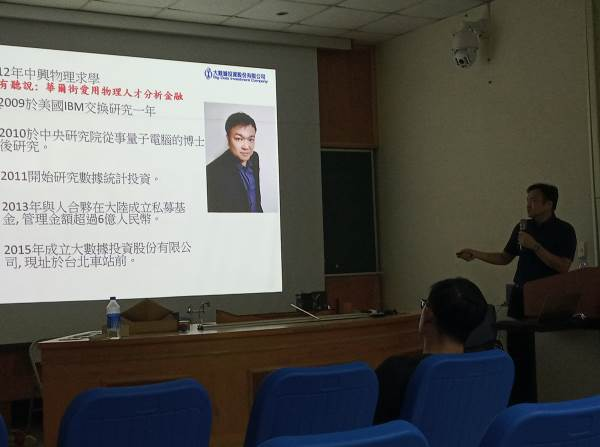 12年中興物理求學
大數據投資股份有限公司
Big Data Investment Company
有聽說: 華爾街愛用物理人才分析金融
2009於美國IBM交換研究一年
2010於中央研究院從事量子電腦的博士
後研究。
2011開始研究數據統計投資。
2013年與人合夥在大陸成立私募基
金, 管理金額超過6億人民幣。
2015年成立大數據投資股份有限公
司, 現址於台北車站前。